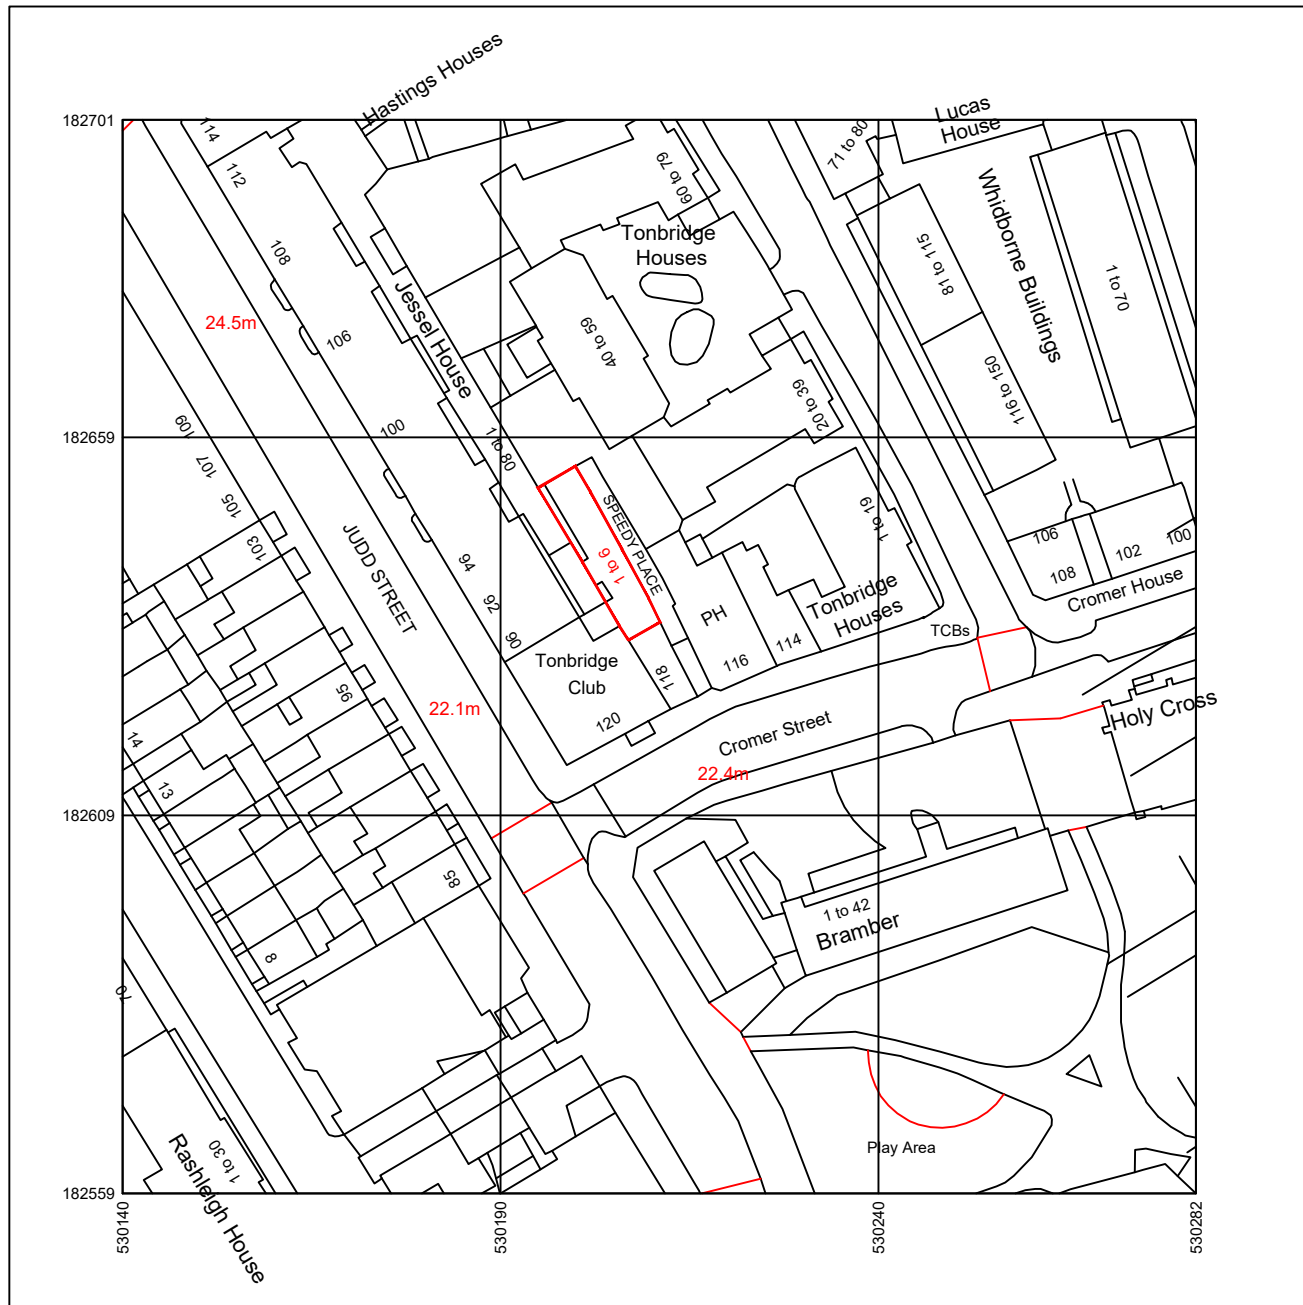 Hastings Houses
182701
114
112
108
24.5m
106
Jessel House
100
60 to 79
Tonbridge
Houses
40 to 59
20 to 39
71 to 80
Lucas
House
Whidborne Buildings
81 to 115
1 to 70
116 to 150
182659
109
107
105
103
1 to 80
SPEEDY PLACE
1 to 6
1 to 19
106
102
100
108
Cromer House
JUDD STREET
94
92
90
PH
Tonbridge
Houses
114
116
TCBs
Tonbridge
Club
118
120
95
22.1m
Cromer Street
Holy Cross
22.4m
14
13
182609
85
8
1 to 42
Bramber
70
Play Area
1 to 30
Rashleigh House
182559
530140
530190
530240
530282